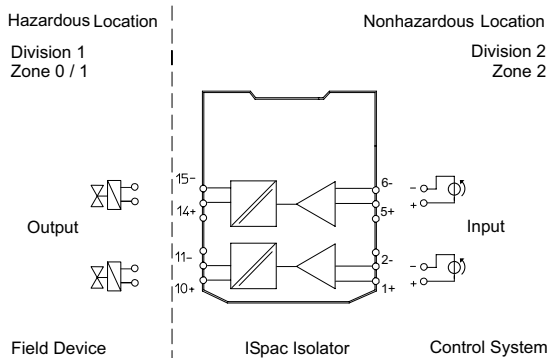 Hazardous Location
Nonhazardous Location
Division 1
Zone 0 / 1
Division 2
Zone 2
15-
14+
6-
5+
Output
Input
11-
10+
2-
1+
- +
- +
Field Device
ISpac Isolator
Control System